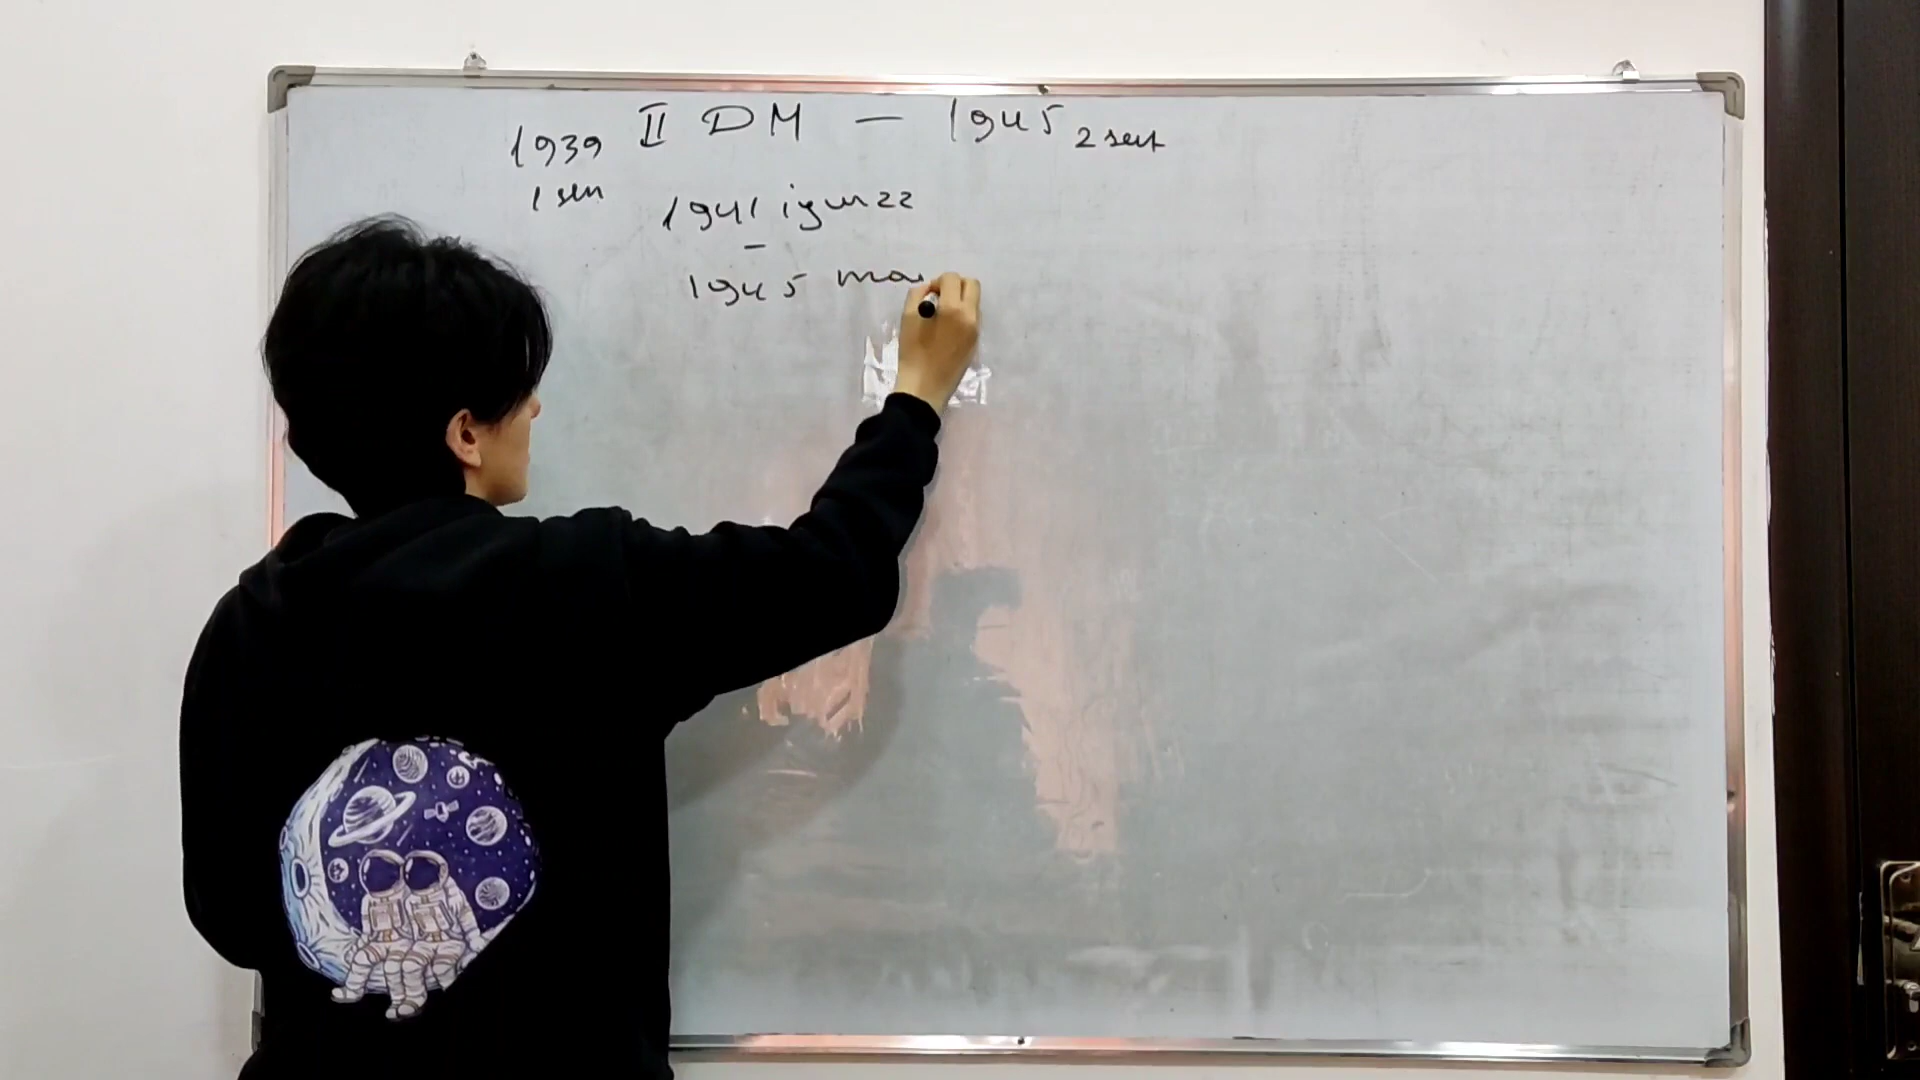 II DM — 1945 2 sent
1939
1 sen
1941 iyun 22
–
1945 ma